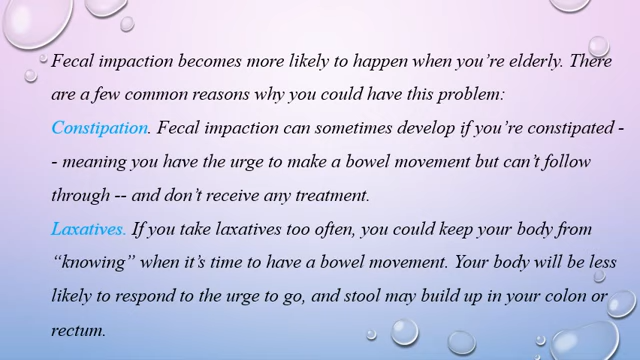 Fecal impaction becomes more likely to happen when you’re elderly. There
are a few common reasons why you could have this problem:
Constipation. Fecal impaction can sometimes develop if you’re constipated -
- meaning you have the urge to make a bowel movement but can’t follow
through -- and don’t receive any treatment.
Laxatives. If you take laxatives too often, you could keep your body from
“knowing” when it’s time to have a bowel movement. Your body will be less
likely to respond to the urge to go, and stool may build up in your colon or
rectum.